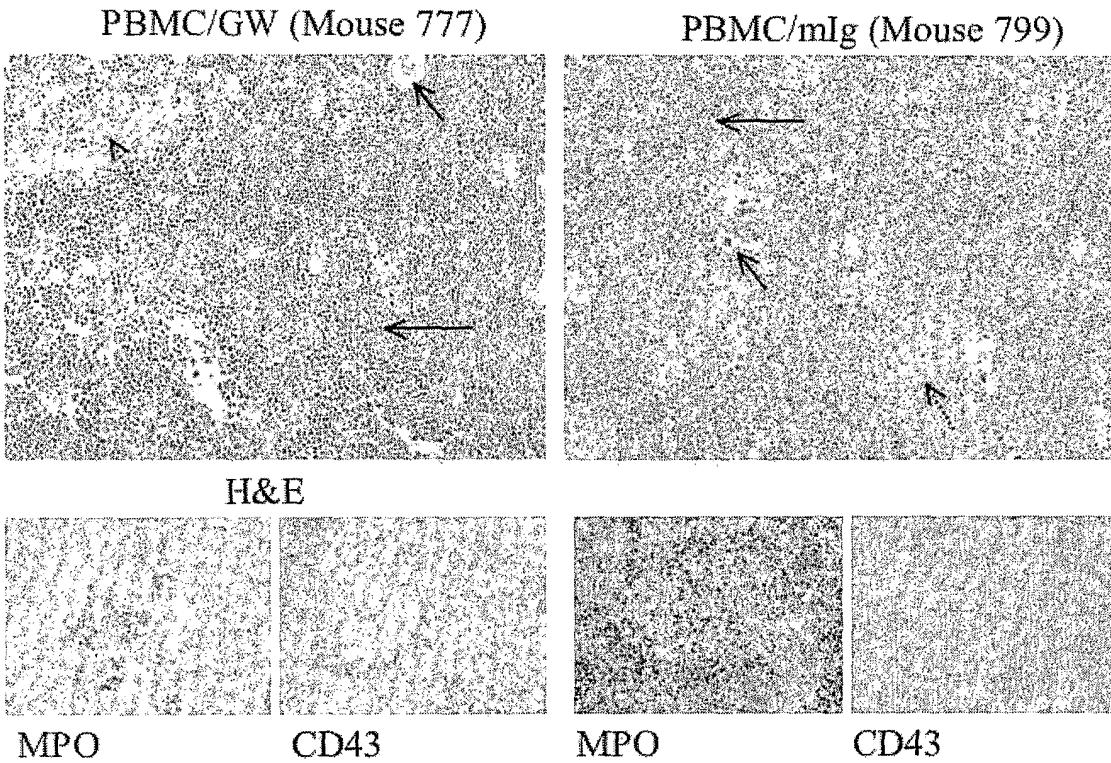 PBMC/GW (Mouse 777)
PBMC/mIg (Mouse 799)
H&E
MPO
CD43
MPO
CD43